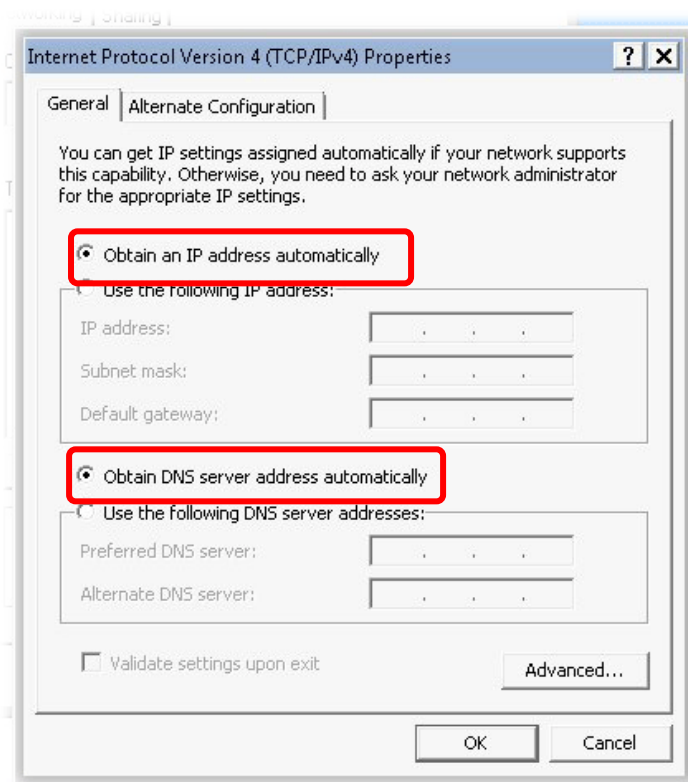 Networking Sharing
Internet Protocol Version 4 (TCP/IPv4) Properties ? X
General Alternate Configuration
You can get IP settings assigned automatically if your network supports
this capability. Otherwise, you need to ask your network administrator
for the appropriate IP settings.
Obtain an IP address automatically
Use the following IP address:
IP address: . . .
Subnet mask: . . .
Default gateway: . . .
Obtain DNS server address automatically
Use the following DNS server addresses:
Preferred DNS server: . . .
Alternate DNS server: . . .
Validate settings upon exit
Advanced...
OK Cancel